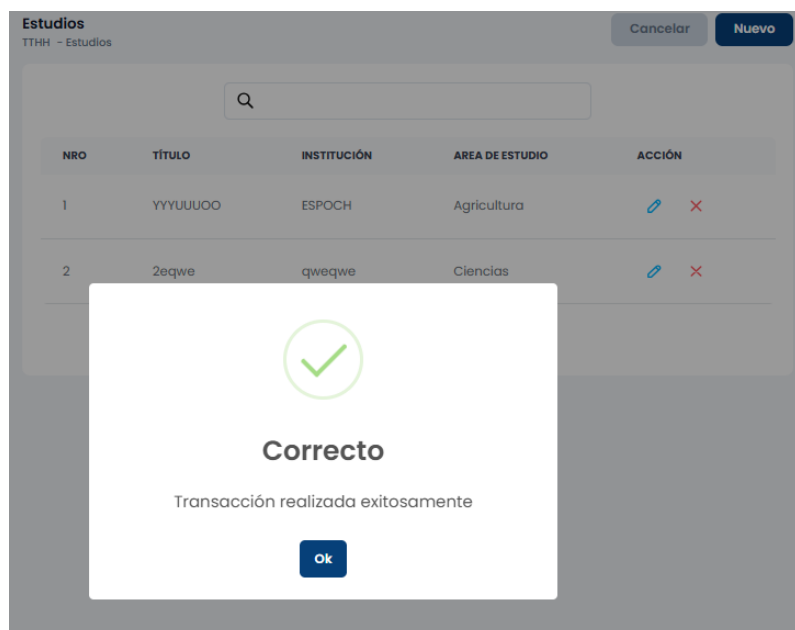 Estudios
TTHH - Estudios
Cancelar
Nuevo
NRO TÍTULO INSTITUCIÓN AREA DE ESTUDIO ACCIÓN
1 YYYUUUOO ESPOCH Agricultura
2 2eqwe qweqwe Ciencias
Correcto
Transacción realizada exitosamente
Ok